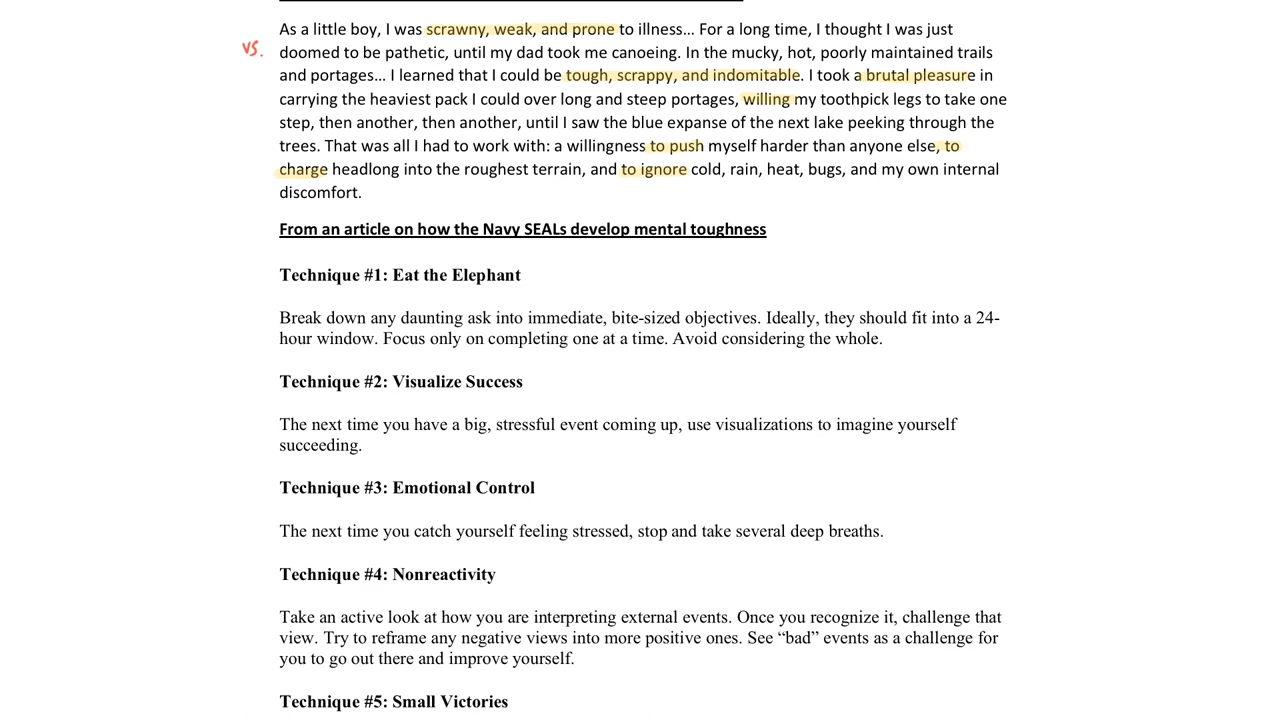 As a little boy, I was scrawny, weak, and prone to illness… For a long time, I thought I was just
vs.
doomed to be pathetic, until my dad took me canoeing. In the mucky, hot, poorly maintained trails
and portages… I learned that I could be tough, scrappy, and indomitable. I took a brutal pleasure in
carrying the heaviest pack I could over long and steep portages, willing my toothpick legs to take one
step, then another, then another, until I saw the blue expanse of the next lake peeking through the
trees. That was all I had to work with: a willingness to push myself harder than anyone else, to
charge headlong into the roughest terrain, and to ignore cold, rain, heat, bugs, and my own internal
discomfort.
From an article on how the Navy SEALs develop mental toughness
Technique #1: Eat the Elephant
Break down any daunting ask into immediate, bite-sized objectives. Ideally, they should fit into a 24-
hour window. Focus only on completing one at a time. Avoid considering the whole.
Technique #2: Visualize Success
The next time you have a big, stressful event coming up, use visualizations to imagine yourself
succeeding.
Technique #3: Emotional Control
The next time you catch yourself feeling stressed, stop and take several deep breaths.
Technique #4: Nonreactivity
Take an active look at how you are interpreting external events. Once you recognize it, challenge that
view. Try to reframe any negative views into more positive ones. See “bad” events as a challenge for
you to go out there and improve yourself.
Technique #5: Small Victories